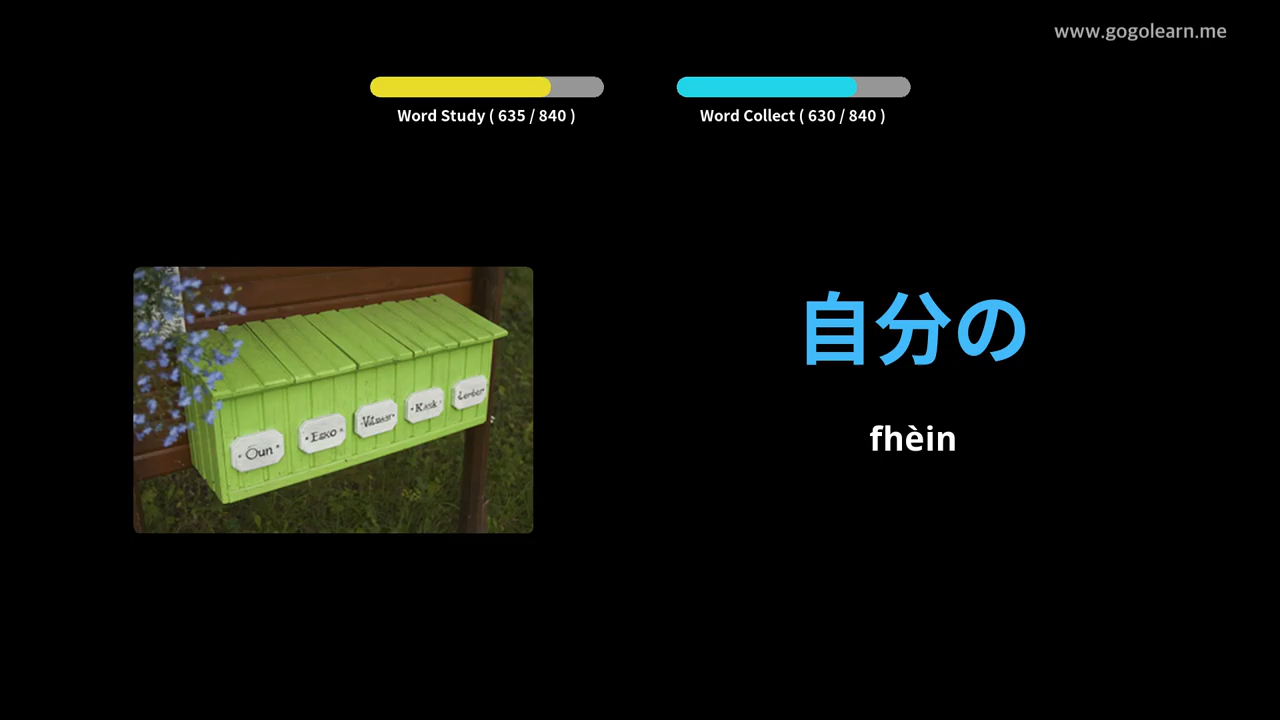 www.gogolearn.me
Word Study ( 635 / 840 )
Word Collect ( 630 / 840 )
自分の
fhèin
Oun
Esko
Kask